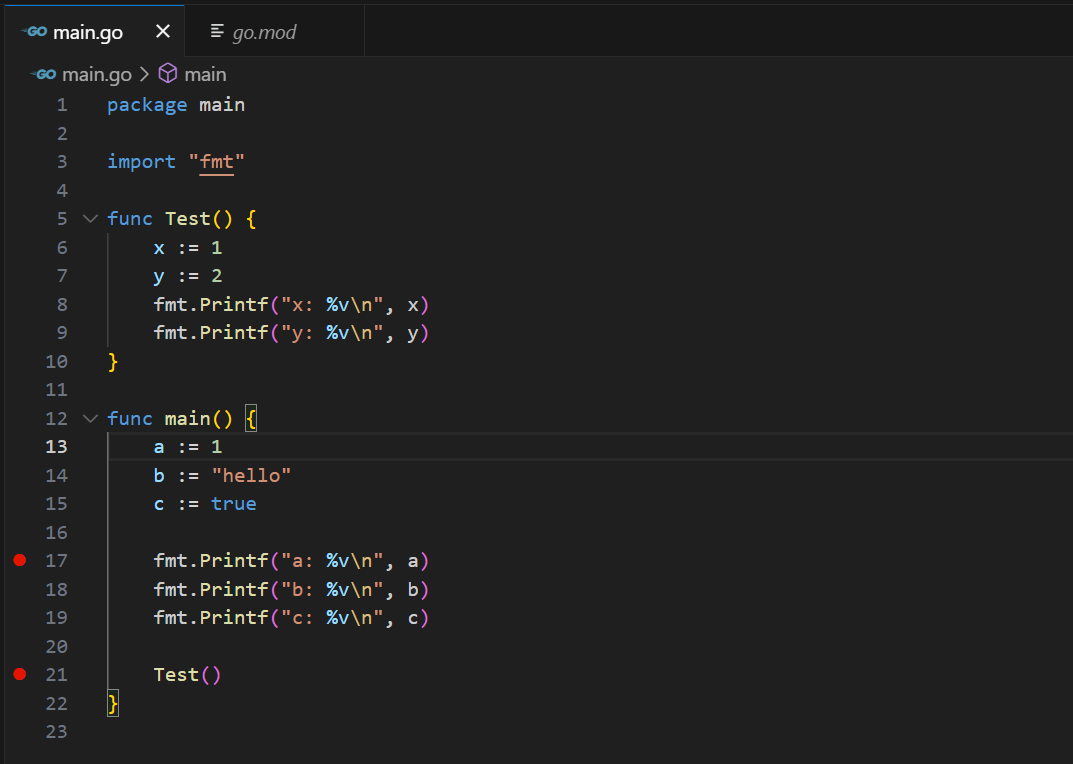 GO main.go × go.mod
GO main.go > main
1 package main
2
3 import "fmt"
4
5 func Test() {
6     x := 1
7     y := 2
8     fmt.Printf("x: %v\n", x)
9     fmt.Printf("y: %v\n", y)
10 }
11
12 func main() {
13     a := 1
14     b := "hello"
15     c := true
16
17     fmt.Printf("a: %v\n", a)
18     fmt.Printf("b: %v\n", b)
19     fmt.Printf("c: %v\n", c)
20
21     Test()
22 }
23